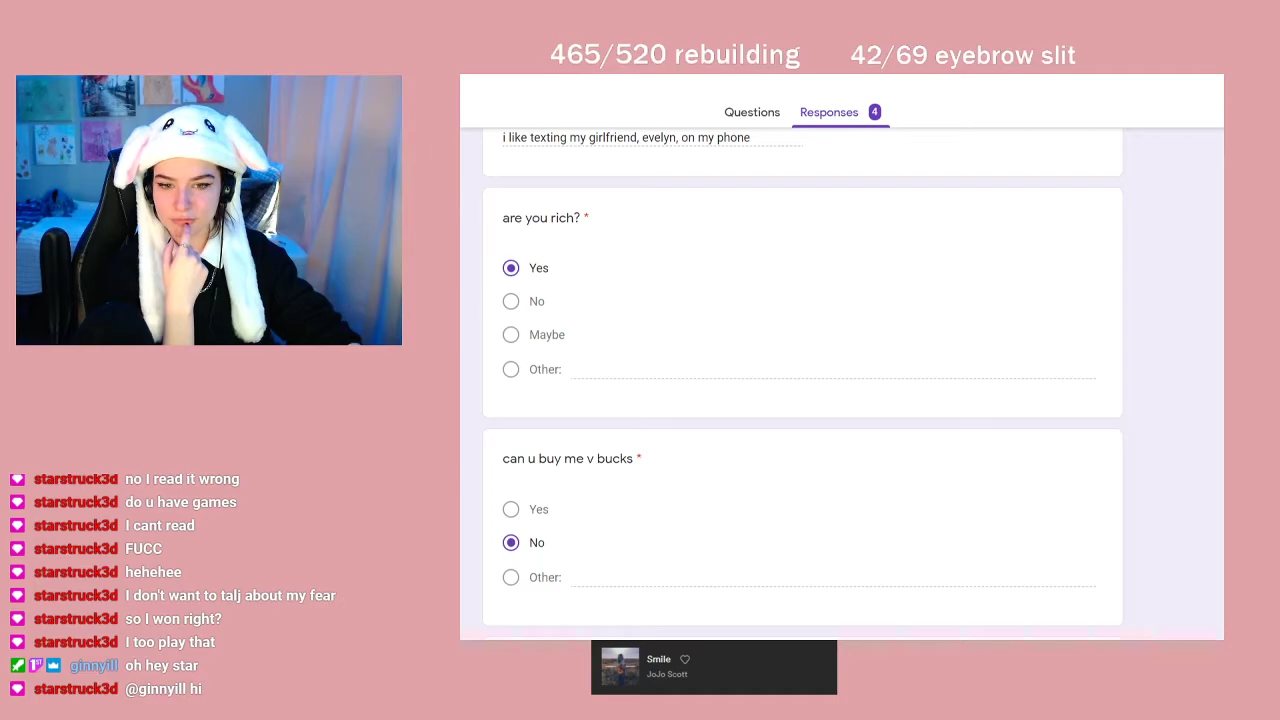 465/520 rebuilding
42/69 eyebrow slit
Questions
Responses 4
i like texting my girlfriend, evelyn, on my phone
are you rich? *
Yes
No
Maybe
Other:
can u buy me v bucks *
Yes
No
Other:
starstruck3d no I read it wrong
starstruck3d do u have games
starstruck3d I cant read
starstruck3d FUCC
starstruck3d hehehee
starstruck3d I don't want to talj about my fear
starstruck3d so I won right?
starstruck3d I too play that
1ST ginnyill oh hey star
starstruck3d @ginnyill hi
Smile
JoJo Scott